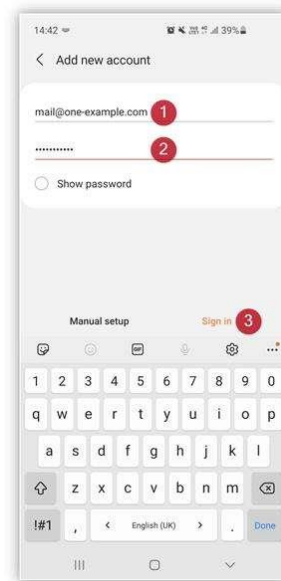 14:42
39%
Add new account
mail@one-example.com 1
••••••••••• 2
Show password
Manual setup Sign in 3
GIF
1 2 3 4 5 6 7 8 9 0
q w e r t y u i o p
a s d f g h j k l
z x c v b n m
!#1 , < English (UK) > . Done